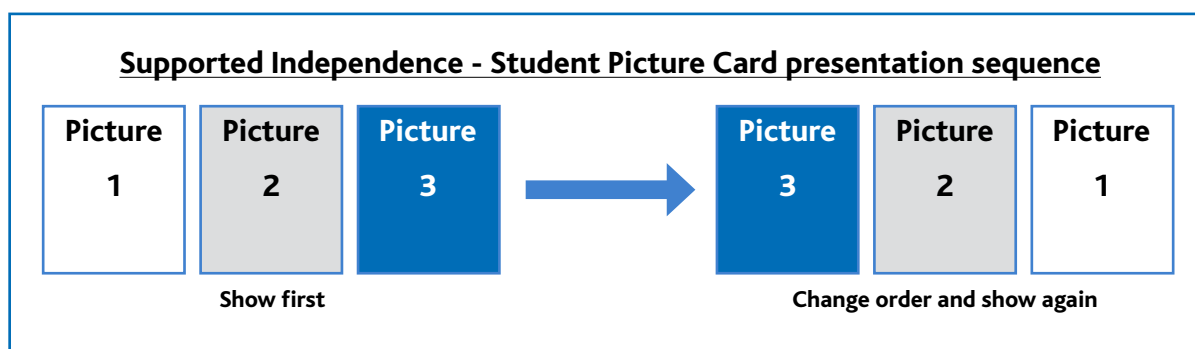 Supported Independence - Student Picture Card presentation sequence
Picture
1
Picture
2
Picture
3
Show first
Picture
3
Picture
2
Picture
1
Change order and show again